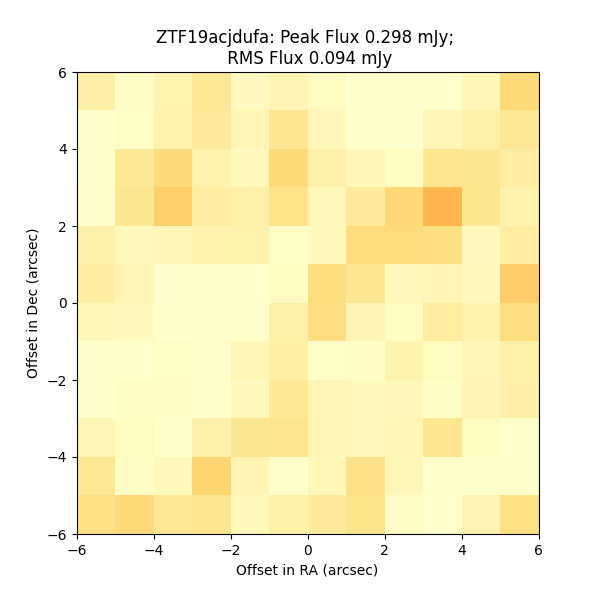 ZTF19acjdufa: Peak Flux 0.298 mJy;
RMS Flux 0.094 mJy
6
4
2
0
−2
−4
−6
Offset in Dec (arcsec)
−6 −4 −2 0 2 4 6
Offset in RA (arcsec)